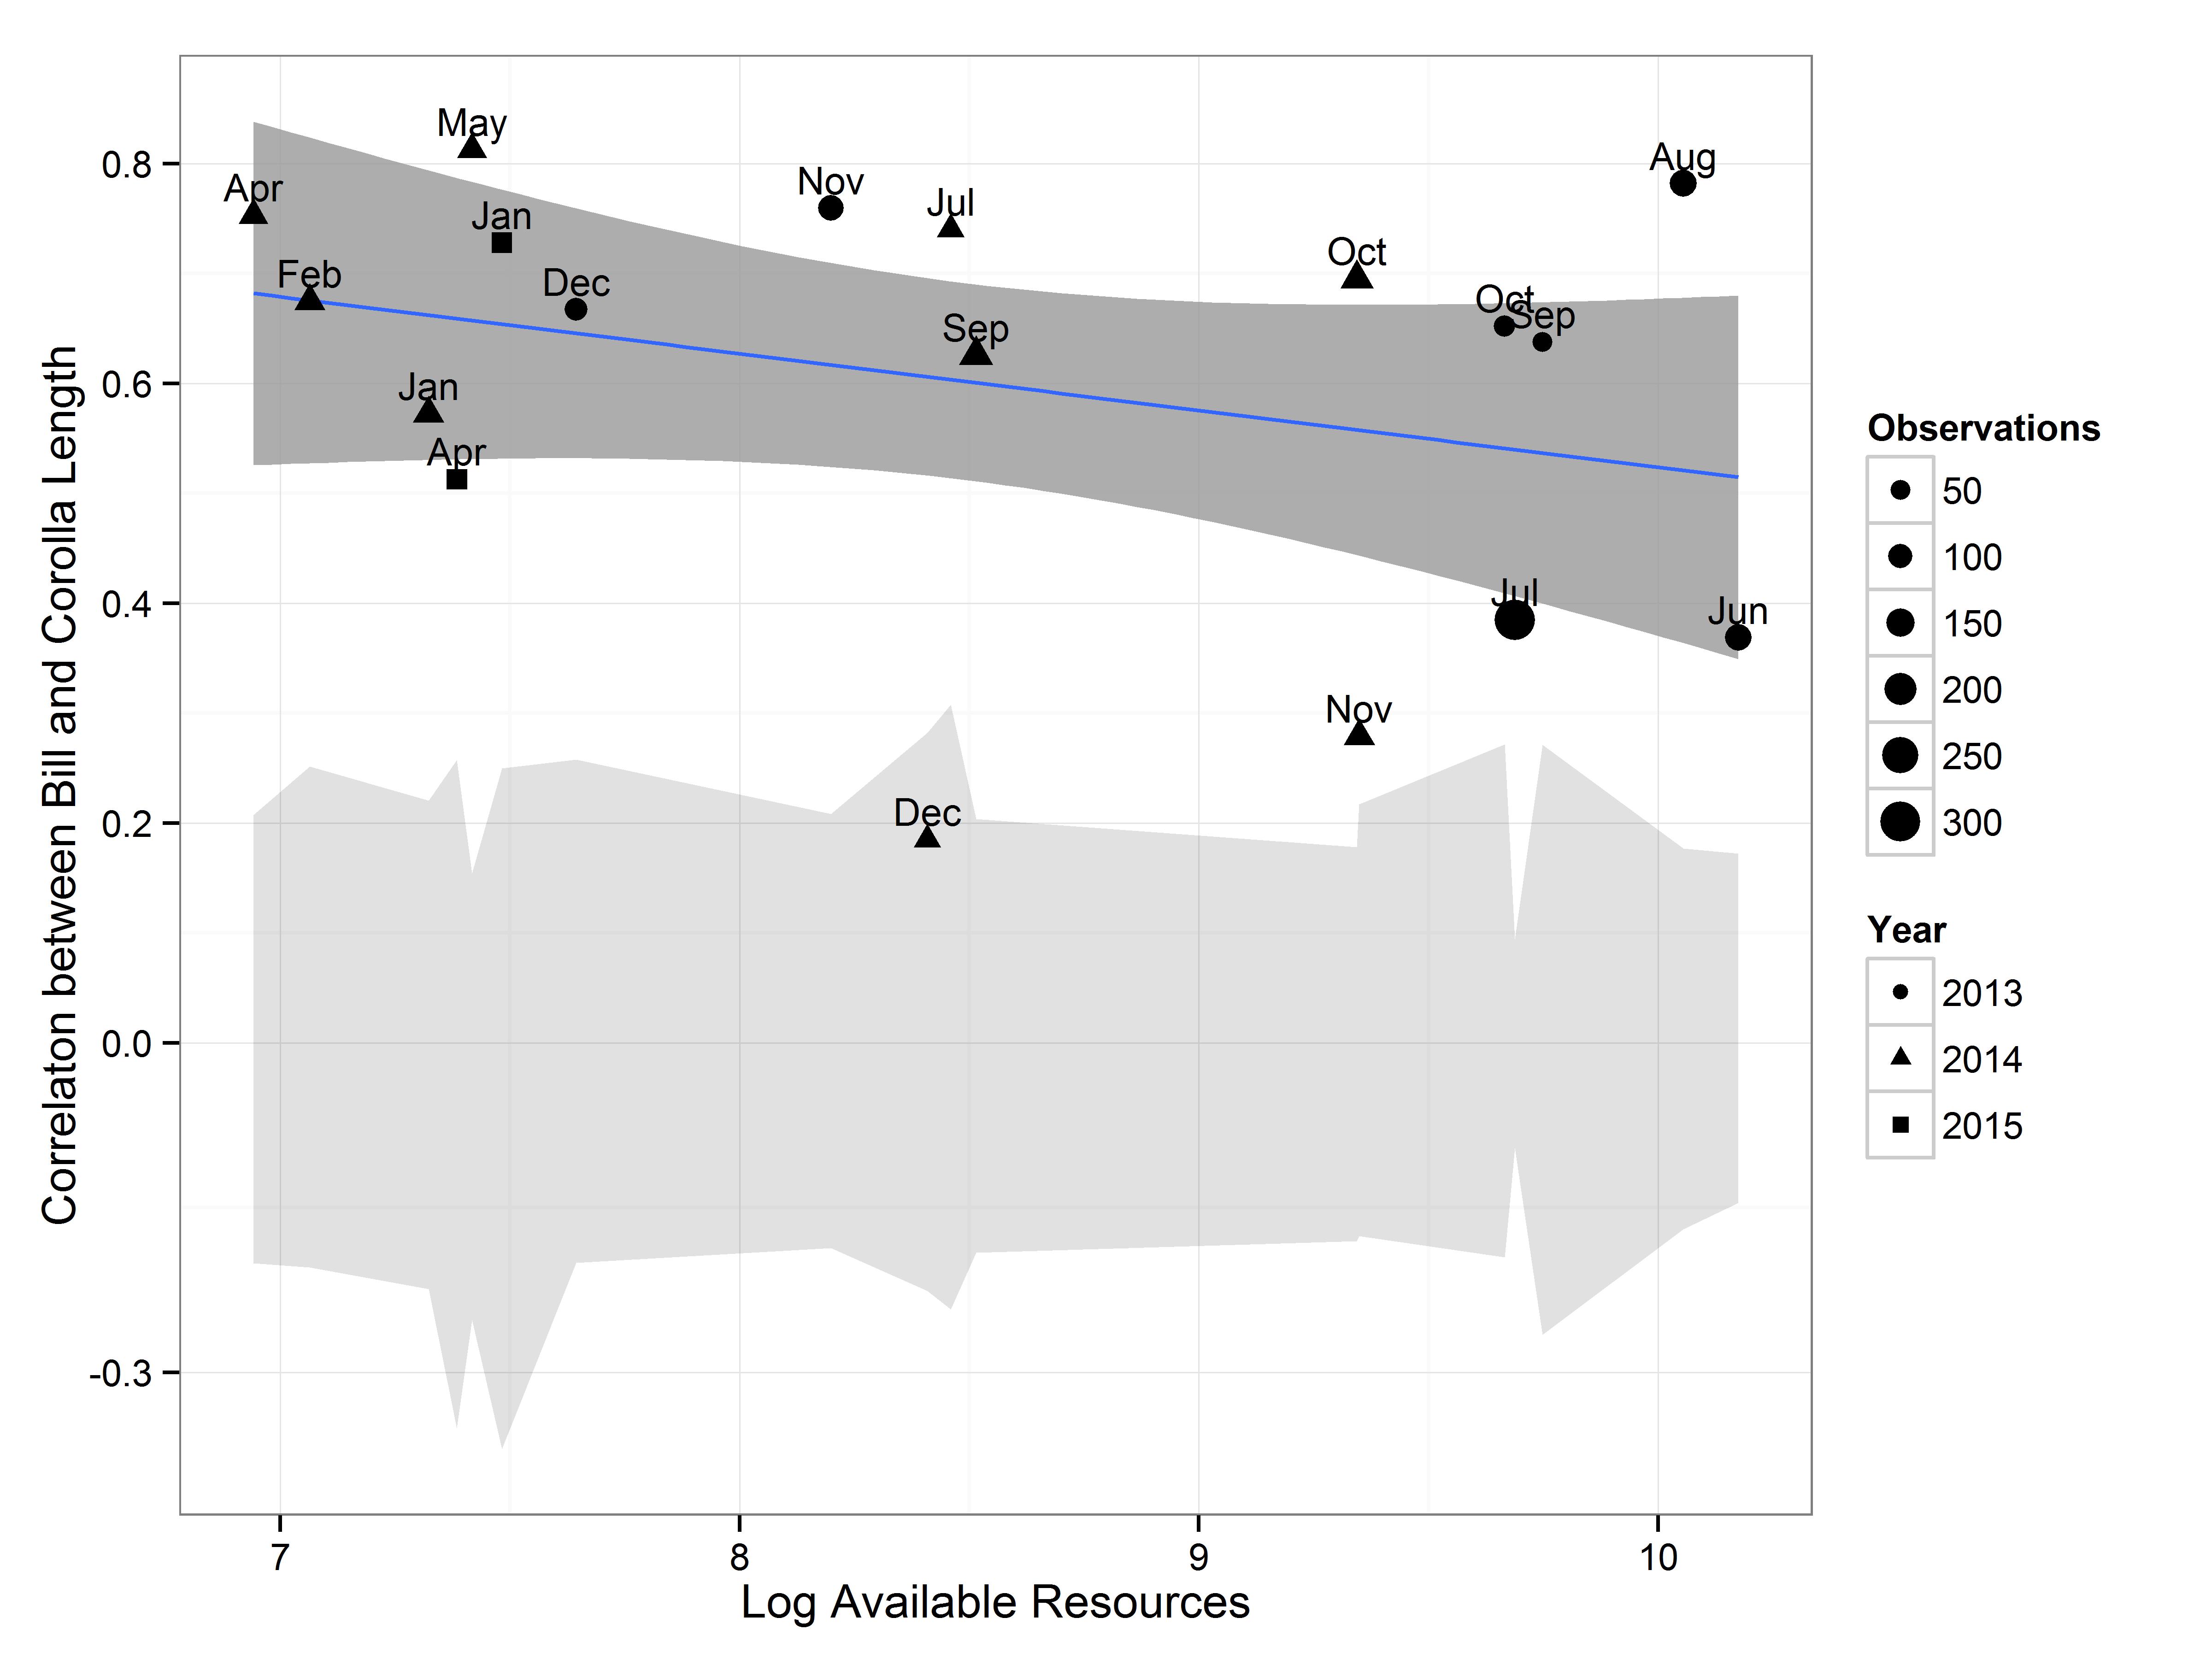 May
Aug
Apr
Nov
Jul
Jan
Oct
Feb
Dec
Oct
Sep
Sep
Jan
Apr
Jul
Jun
Nov
Dec
0.8
0.6
0.4
0.2
0.0
-0.3
Correlaton between Bill and Corolla Length
7
8
9
10
Log Available Resources
Observations
50
100
150
200
250
300
Year
2013
2014
2015